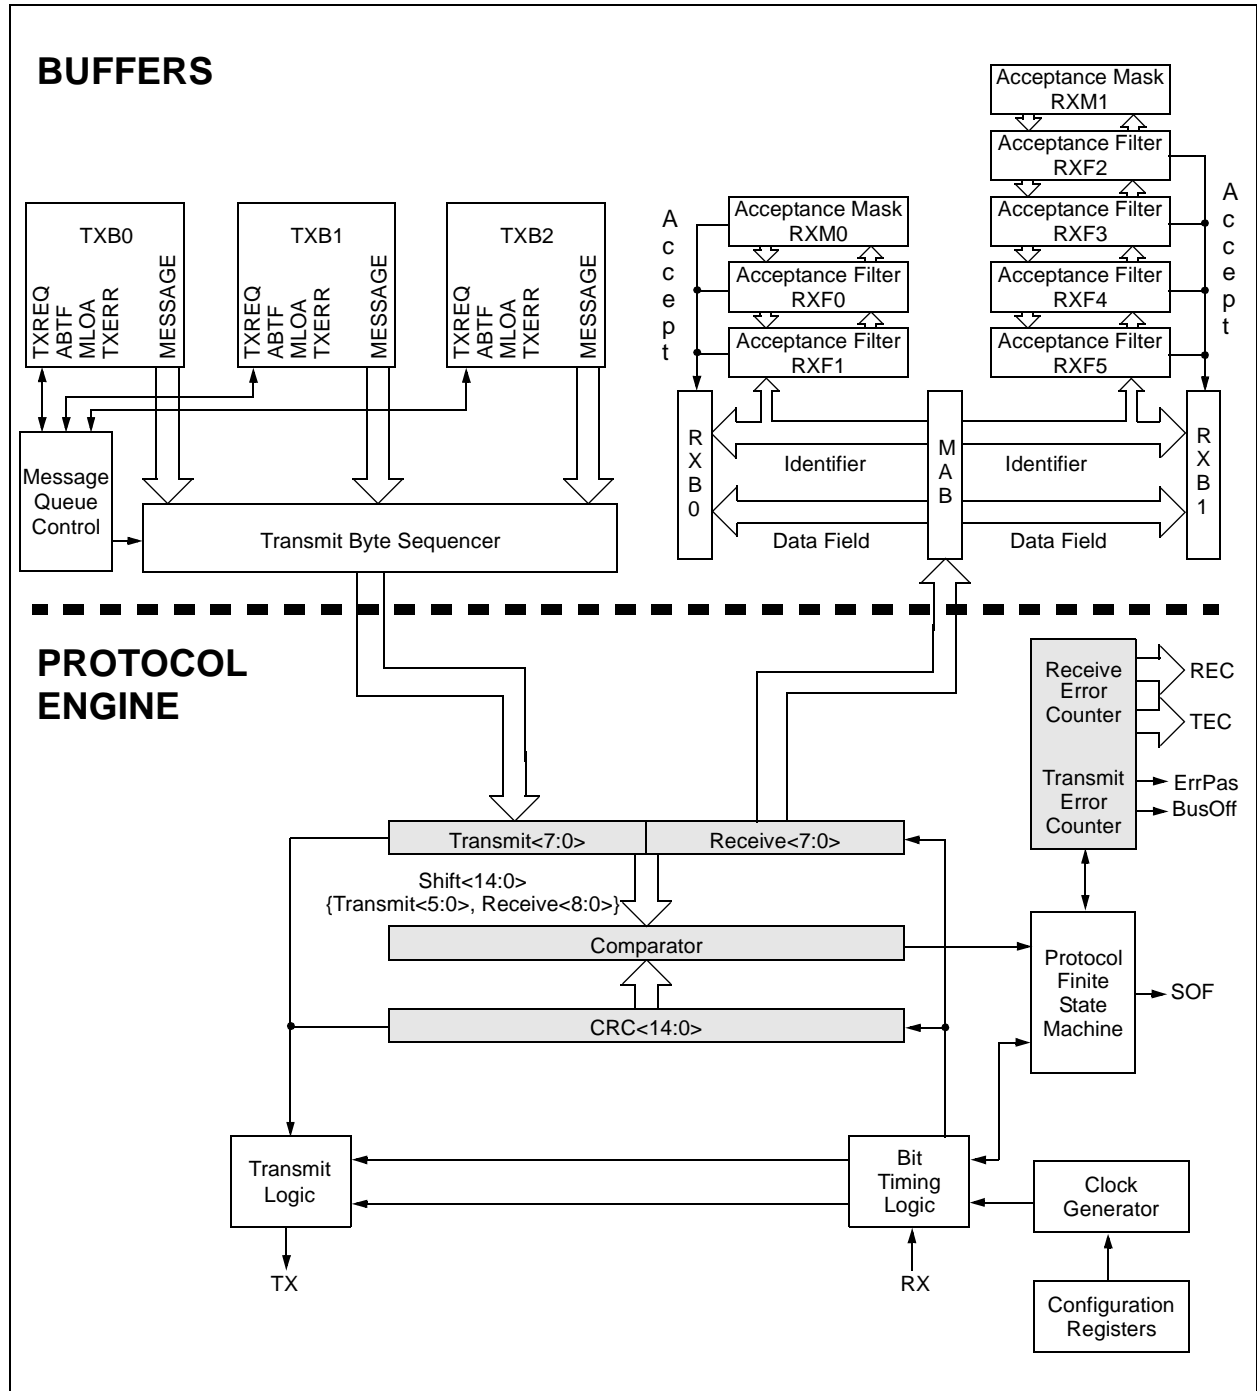 BUFFERS
Acceptance Mask
RXM1
Acceptance Filter
RXF2
Acceptance Filter
RXF3
Acceptance Filter
RXF4
Acceptance Filter
RXF5
Accept
Acceptance Mask
RXM0
Acceptance Filter
RXF0
Acceptance Filter
RXF1
Accept
TXB0
TXREQ
ABTF
MLOA
TXERR
MESSAGE
TXB1
TXREQ
ABTF
MLOA
TXERR
MESSAGE
TXB2
TXREQ
ABTF
MLOA
TXERR
MESSAGE
Message
Queue
Control
Transmit Byte Sequencer
RXB0
Identifier
Data Field
MAB
Identifier
Data Field
RXB1
PROTOCOL
ENGINE
Receive
Error
Counter
REC
TEC
Transmit
Error
Counter
ErrPas
BusOff
Transmit<7:0>
Receive<7:0>
Shift<14:0>
{Transmit<5:0>, Receive<8:0>}
Comparator
CRC<14:0>
Protocol
Finite
State
Machine
SOF
Transmit
Logic
Bit
Timing
Logic
Clock
Generator
TX
RX
Configuration
Registers